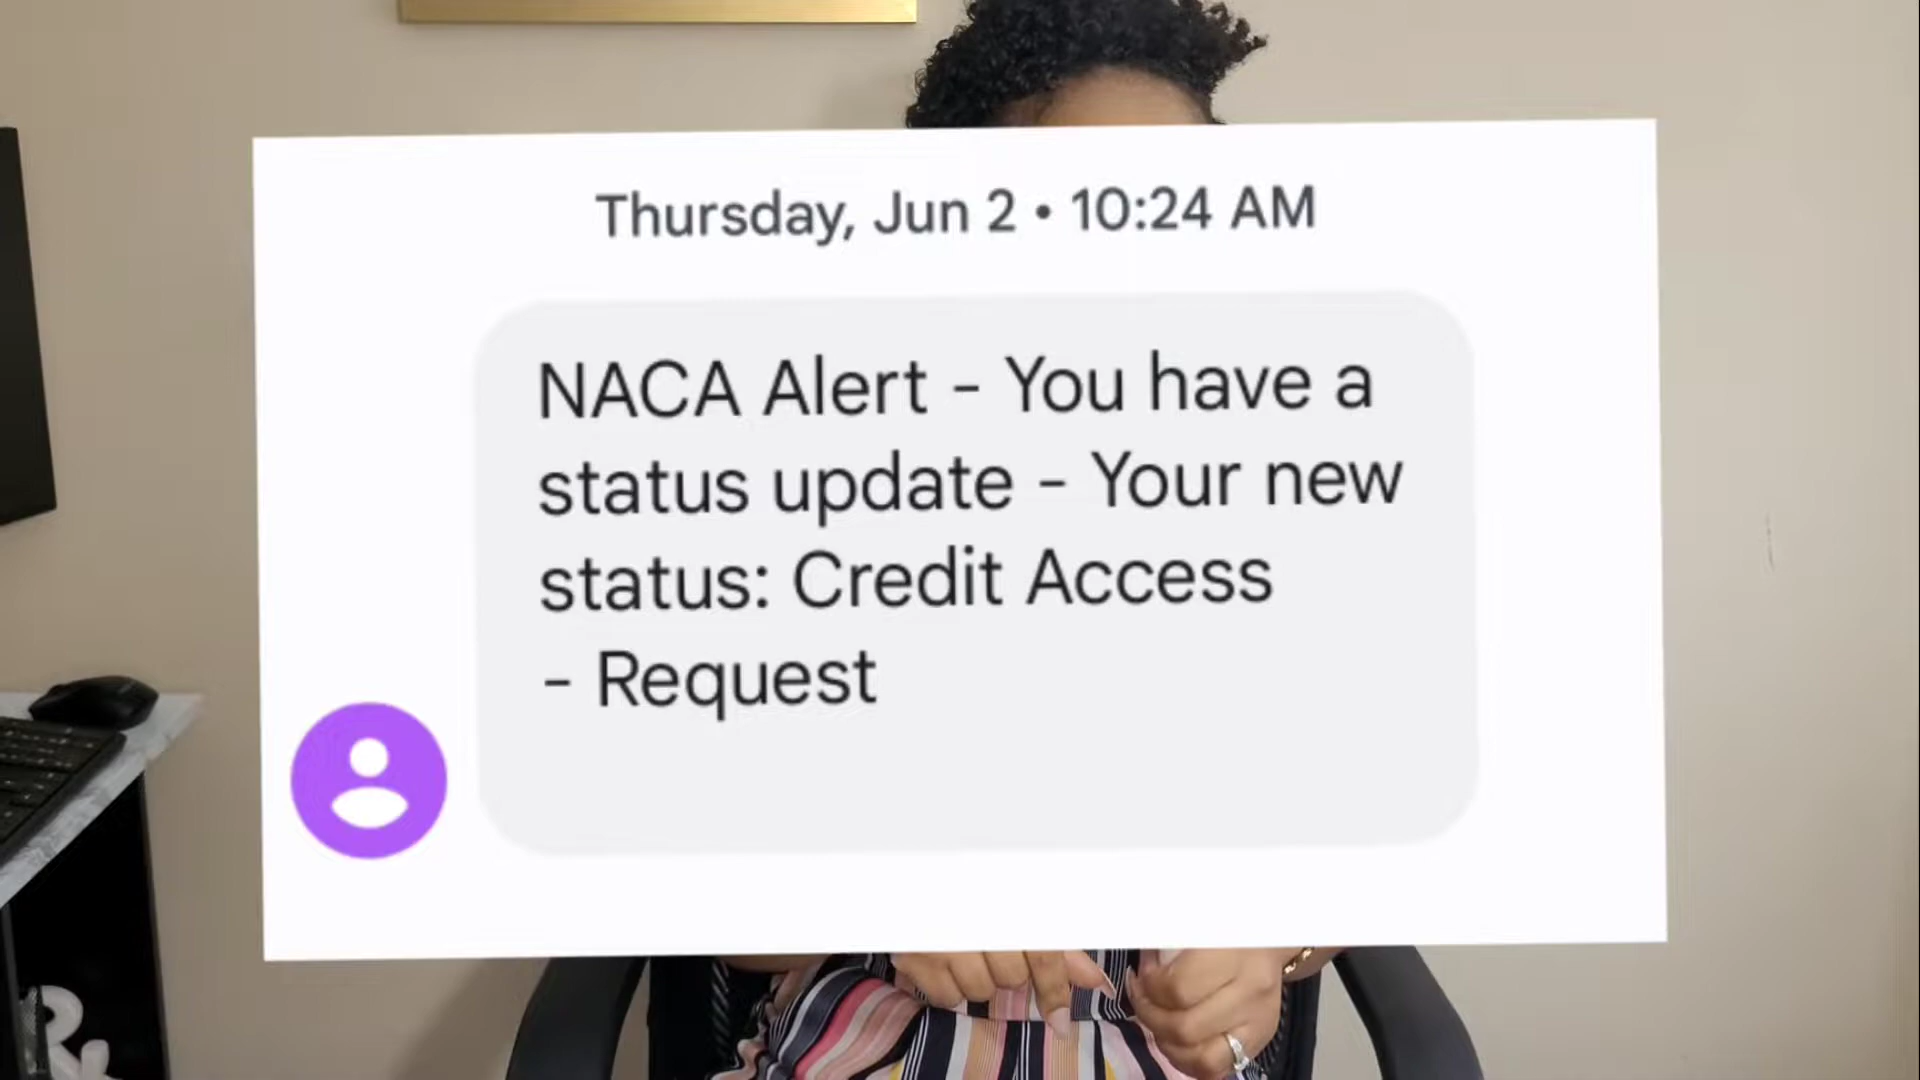 Thursday, Jun 2 • 10:24 AM
NACA Alert - You have a
status update - Your new
status: Credit Access
- Request
R